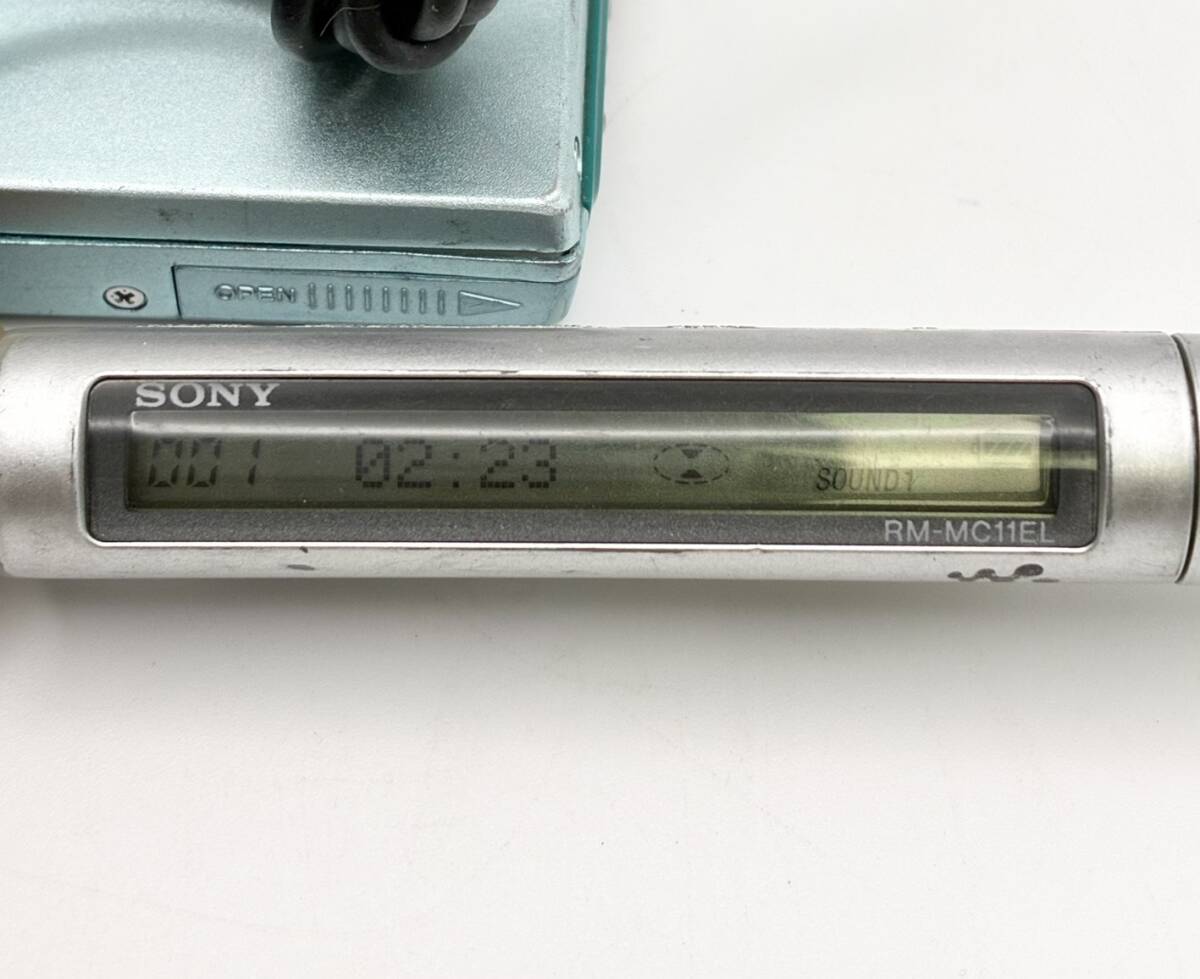 OPEN
SONY
001 02:23 SOUND1
RM-MC11EL